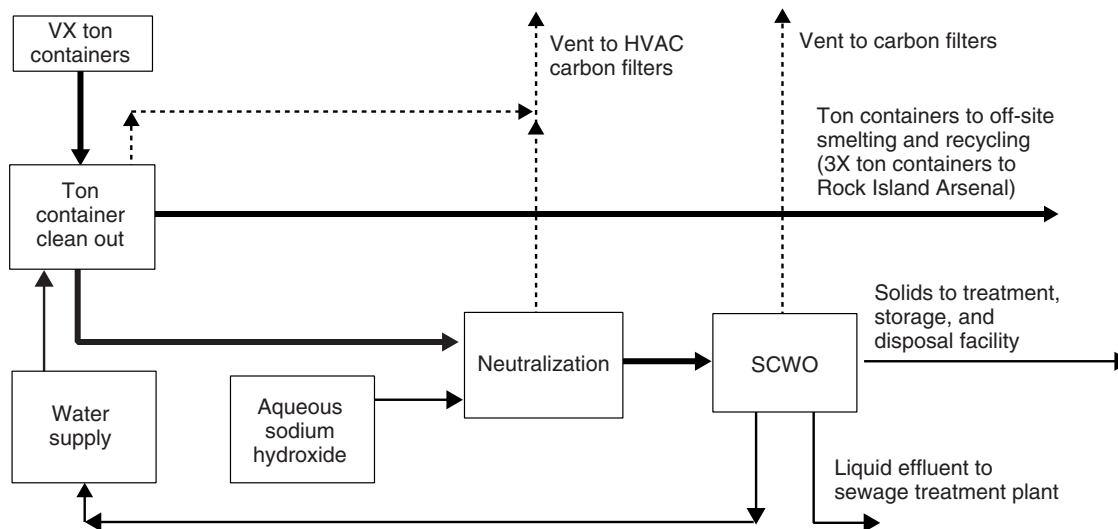 VX ton
containers
Vent to HVAC
carbon filters
Vent to carbon filters
Ton containers to off-site
smelting and recycling
(3X ton containers to
Rock Island Arsenal)
Ton
container
clean out
Solids to treatment,
storage, and
disposal facility
Neutralization
SCWO
Water
supply
Aqueous
sodium
hydroxide
Liquid effluent to
sewage treatment plant